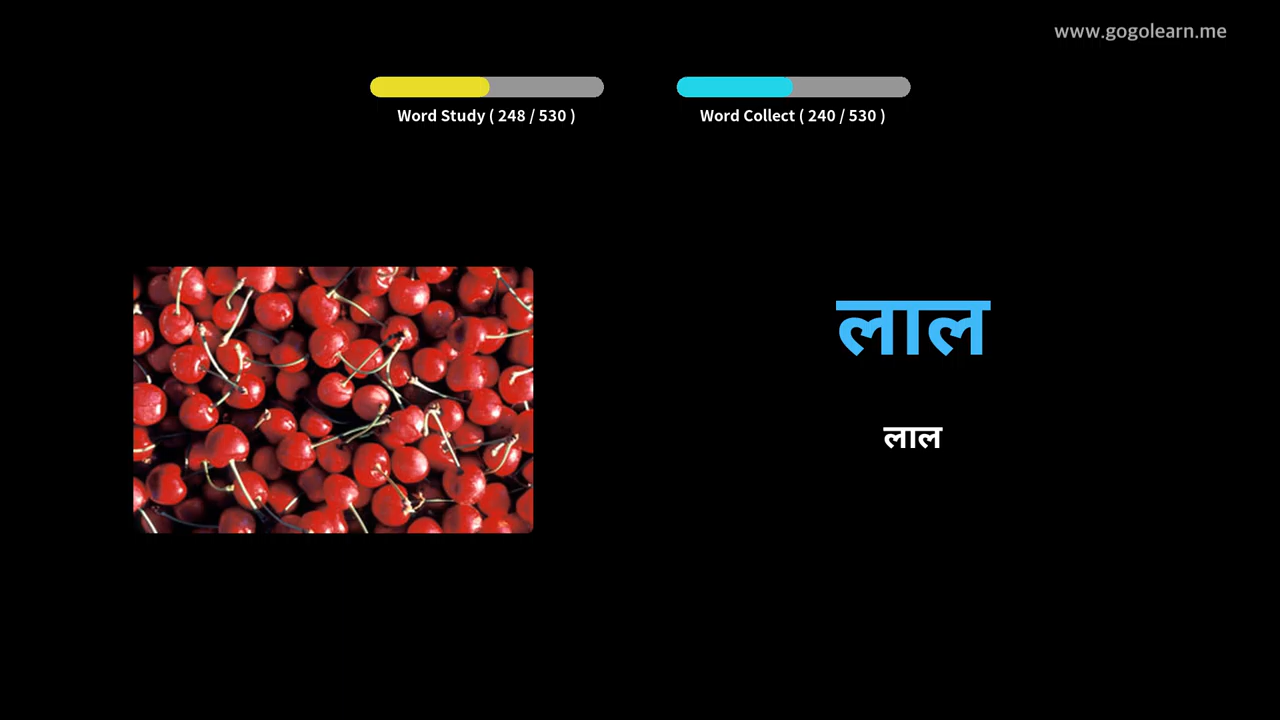 www.gogolearn.me
Word Study ( 248 / 530 )
Word Collect ( 240 / 530 )
लाल
लाल